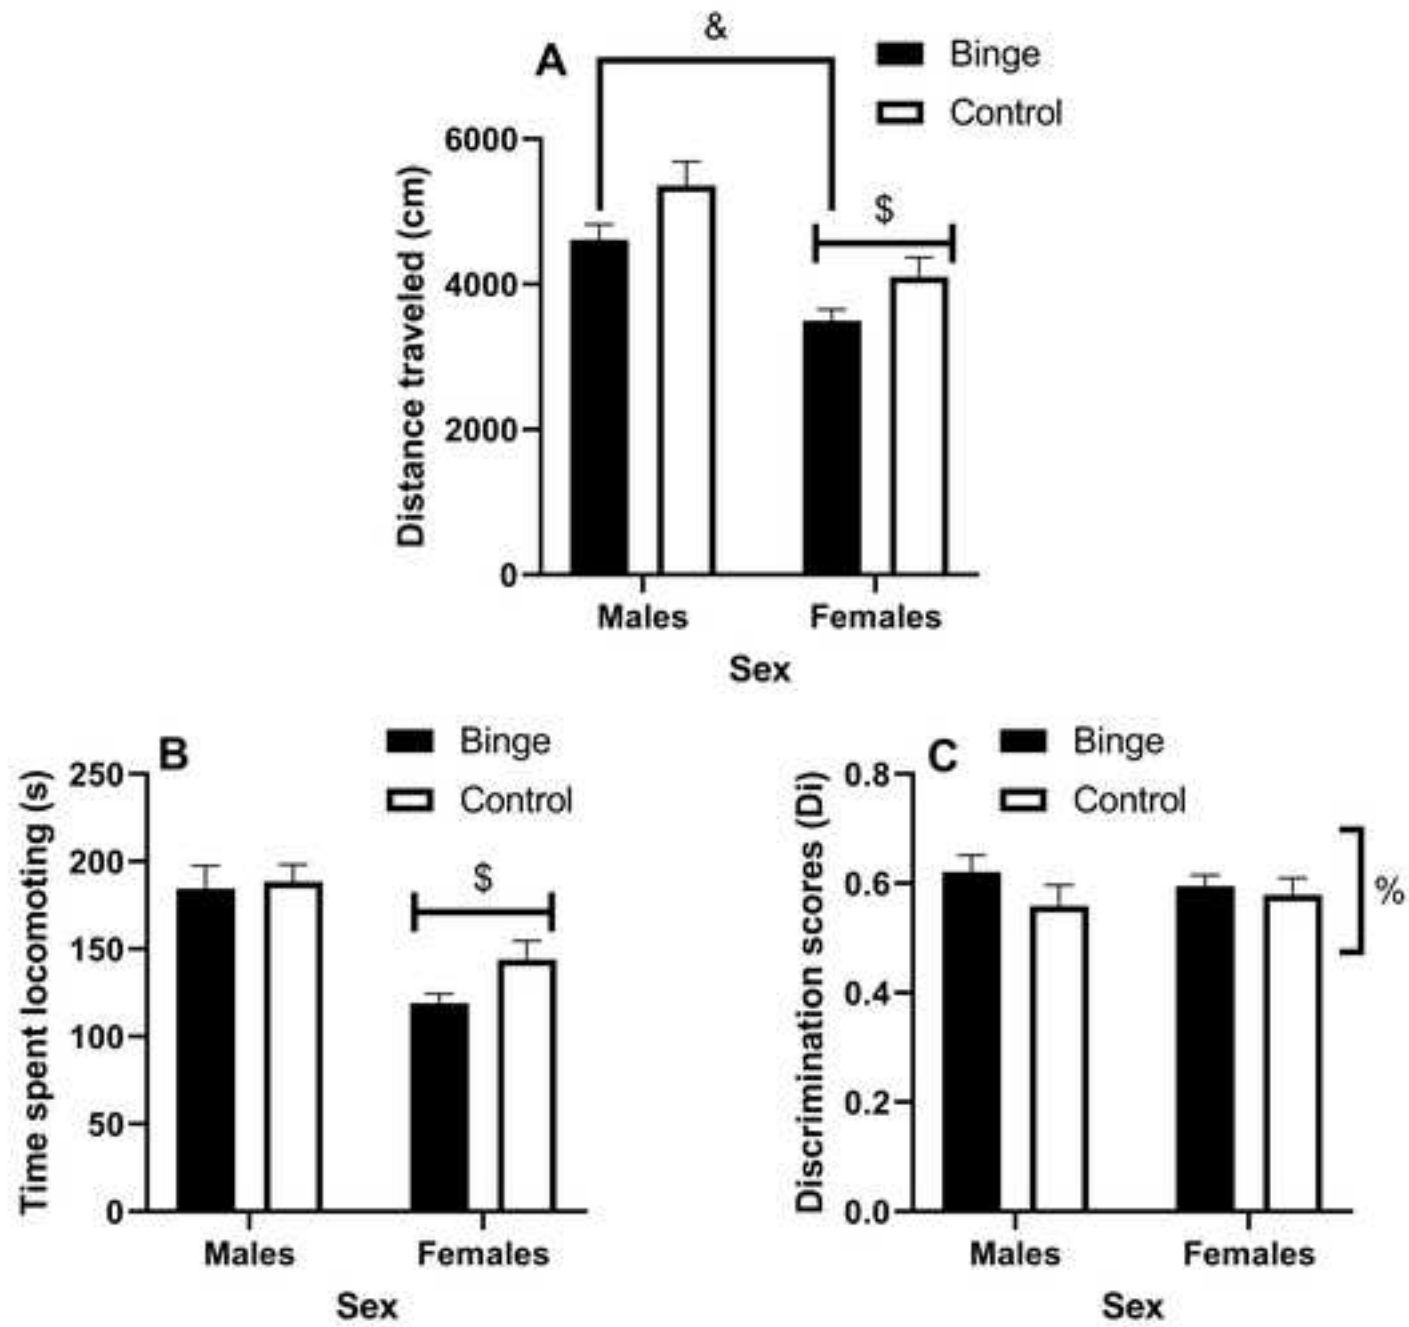 &
A
Binge
Control
6000
4000
2000
0
Distance traveled (cm)
$
Males
Females
Sex
B
Binge
Control
250
200
150
100
50
0
Time spent locomoting (s)
$
Males
Females
Sex
C
Binge
Control
0.8
0.6
0.4
0.2
0.0
Discrimination scores (Di)
%
Males
Females
Sex